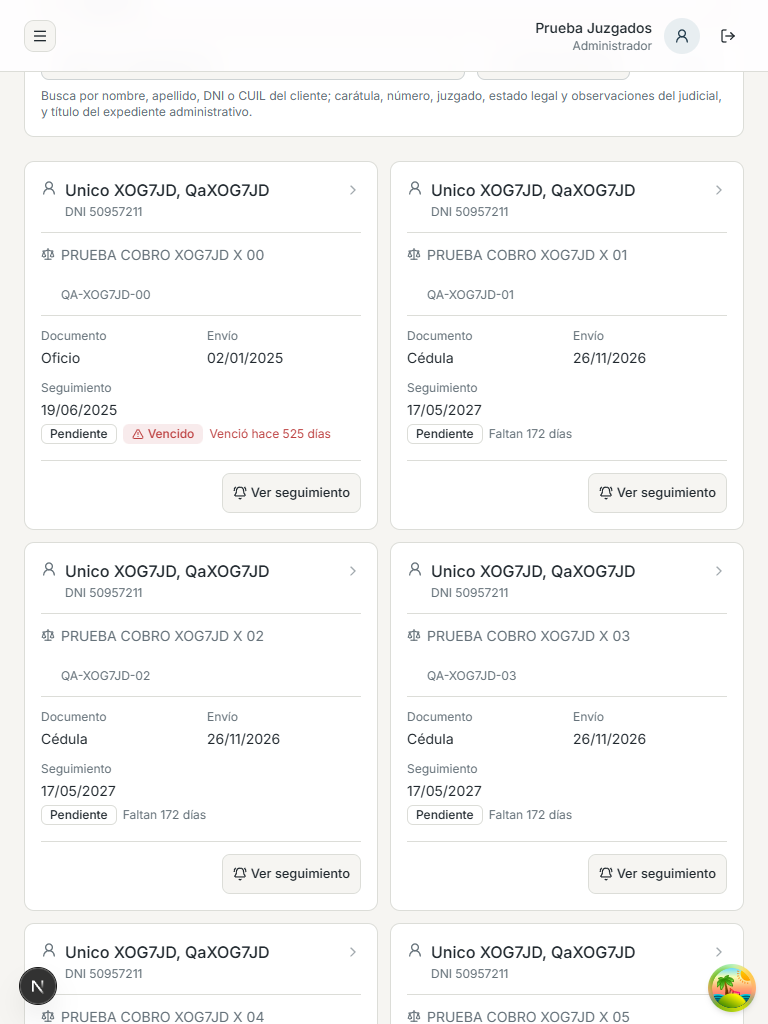 Prueba Juzgados
Administrador
Busca por nombre, apellido, DNI o CUIL del cliente; carátula, número, juzgado, estado legal y observaciones del judicial,
y título del expediente administrativo.
Unico XOG7JD, QaXOG7JD
DNI 50957211
PRUEBA COBRO XOG7JD X 00
QA-XOG7JD-00
Documento Envío
Oficio 02/01/2025
Seguimiento
19/06/2025
Pendiente Vencido Venció hace 525 días
Ver seguimiento
Unico XOG7JD, QaXOG7JD
DNI 50957211
PRUEBA COBRO XOG7JD X 01
QA-XOG7JD-01
Documento Envío
Cédula 26/11/2026
Seguimiento
17/05/2027
Pendiente Faltan 172 días
Ver seguimiento
Unico XOG7JD, QaXOG7JD
DNI 50957211
PRUEBA COBRO XOG7JD X 02
QA-XOG7JD-02
Documento Envío
Cédula 26/11/2026
Seguimiento
17/05/2027
Pendiente Faltan 172 días
Ver seguimiento
Unico XOG7JD, QaXOG7JD
DNI 50957211
PRUEBA COBRO XOG7JD X 03
QA-XOG7JD-03
Documento Envío
Cédula 26/11/2026
Seguimiento
17/05/2027
Pendiente Faltan 172 días
Ver seguimiento
Unico XOG7JD, QaXOG7JD
DNI 50957211
PRUEBA COBRO XOG7JD X 04
Unico XOG7JD, QaXOG7JD
DNI 50957211
PRUEBA COBRO XOG7JD X 05
N